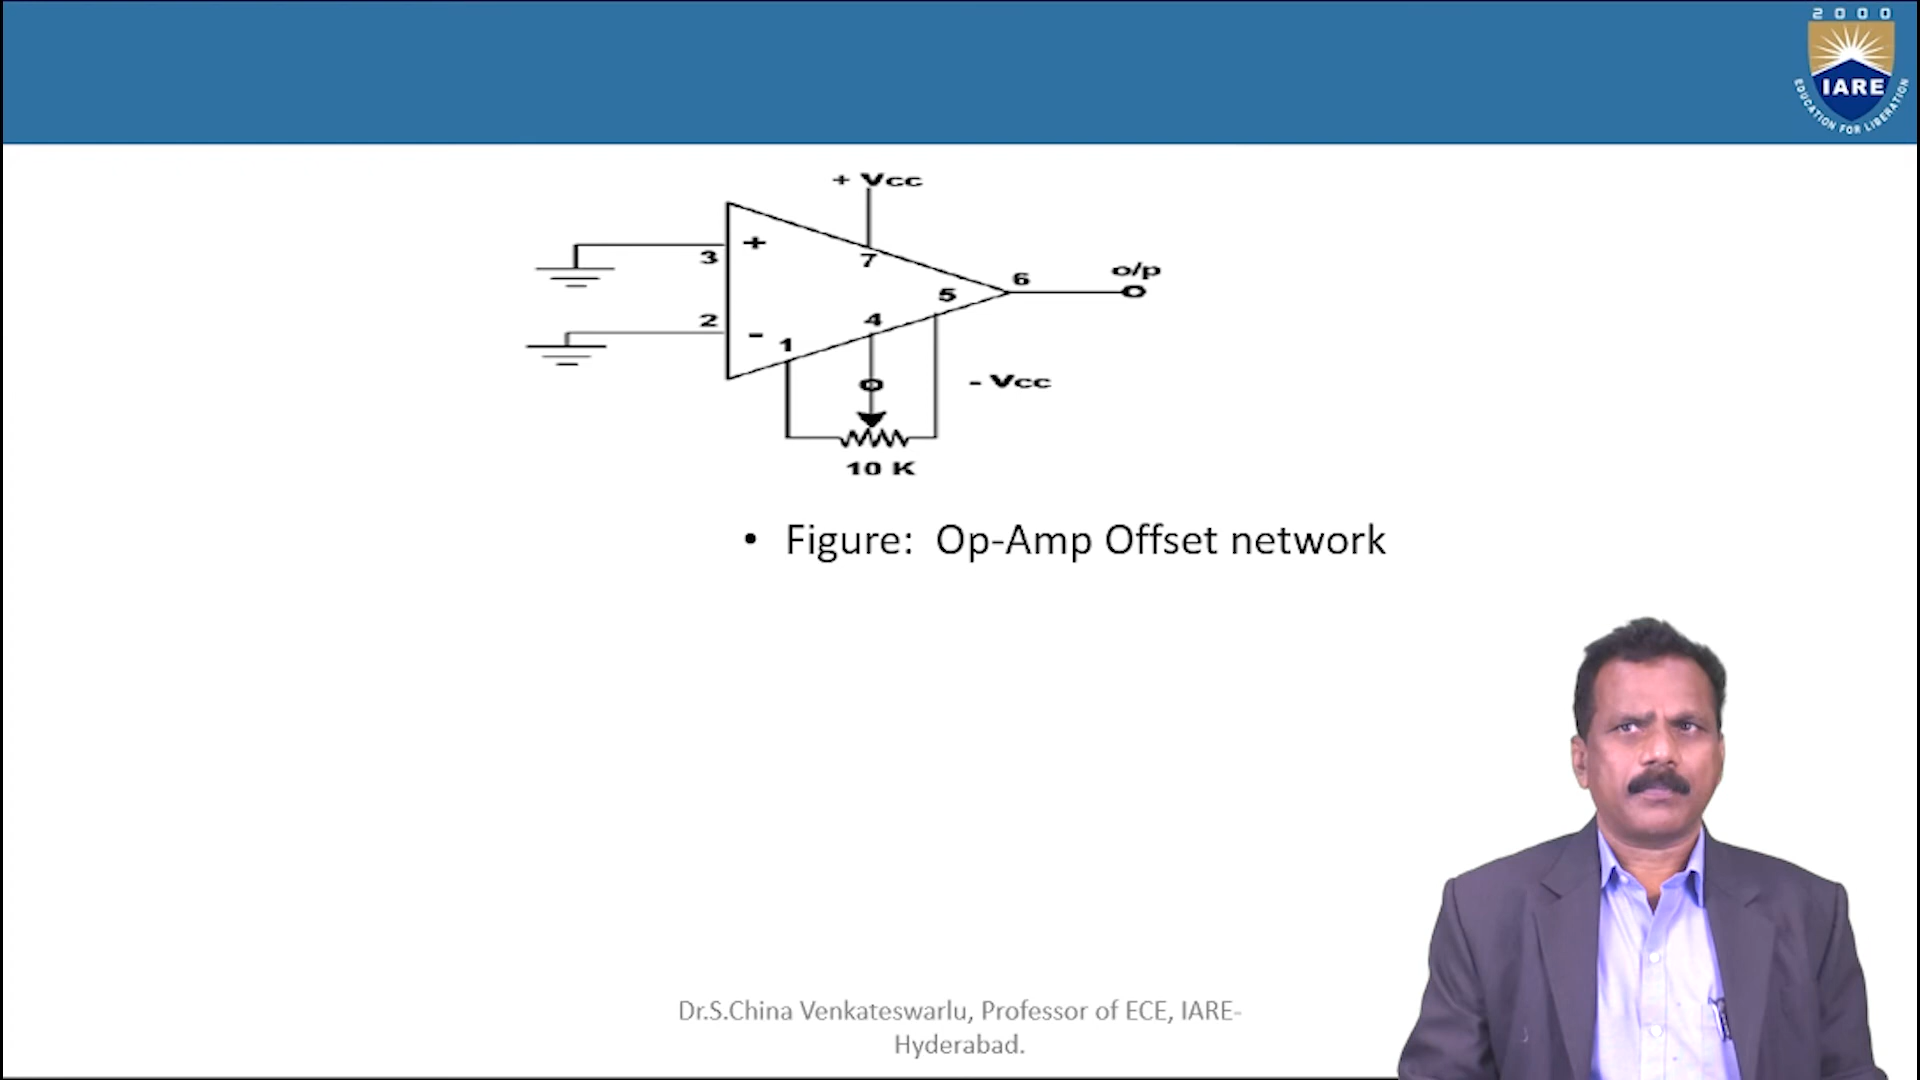 2000
IARE
EDUCATION FOR LIBERATION
+ Vcc
3
+
7
6
o/p
5
2
-
1
4
- Vcc
10 K
• Figure: Op-Amp Offset network
Dr.S.China Venkateswarlu, Professor of ECE, IARE-
Hyderabad.